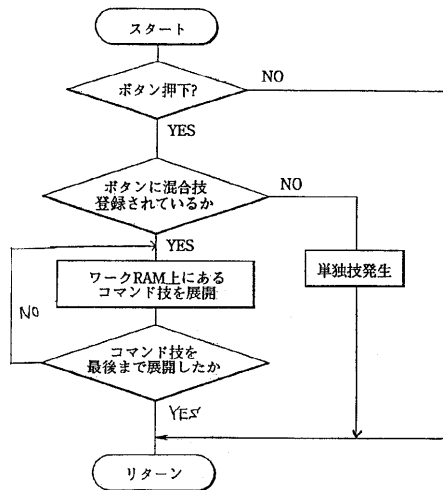 スタート
ボタン押下?
NO
YES
ボタンに混合技
登録されているか
NO
YES
ワークRAM上にある
コマンド技を展開
単独技発生
NO
コマンド技を
最後まで展開したか
YES
リターン